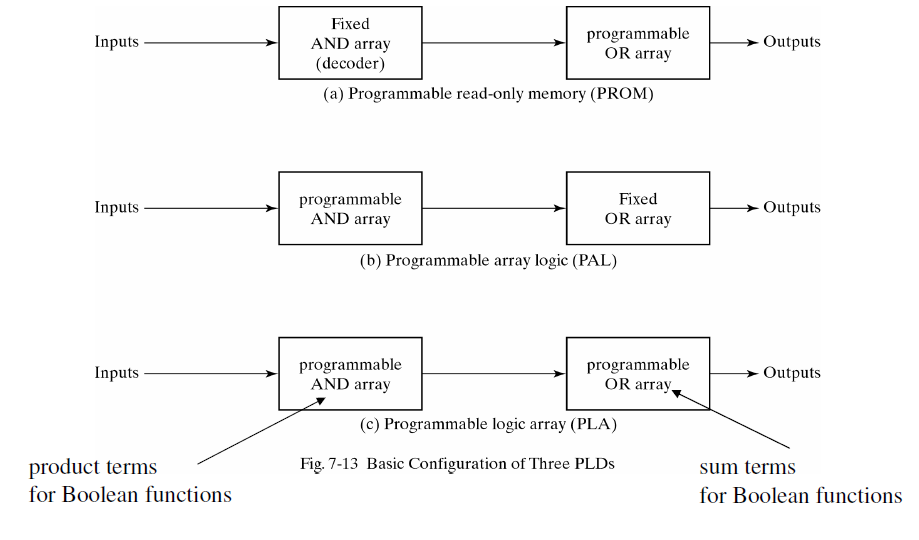 Inputs
Fixed
AND array
(decoder)
programmable
OR array
Outputs
(a) Programmable read-only memory (PROM)
Inputs
programmable
AND array
Fixed
OR array
Outputs
(b) Programmable array logic (PAL)
Inputs
programmable
AND array
programmable
OR array
Outputs
(c) Programmable logic array (PLA)
product terms
for Boolean functions
Fig. 7-13 Basic Configuration of Three PLDs
sum terms
for Boolean functions